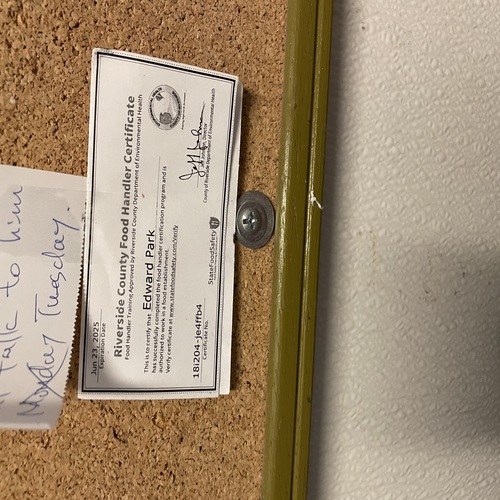 talk to him
Monday Tuesday
Jun 23, 2025
Expiration Date
Riverside County Food Handler Certificate
Food Handler Training Approved by Riverside County Department of Environmental Health
This is to certify that Edward Park
has successfully completed the food handler certification program and is
authorized to work in a food establishment.
Verify certificate at www.statefoodsafety.com/Verify
Jeff Johnson, Director
County of Riverside Department of Environmental Health
18i204-je4ffb4
Certificate No.
StateFoodSafety